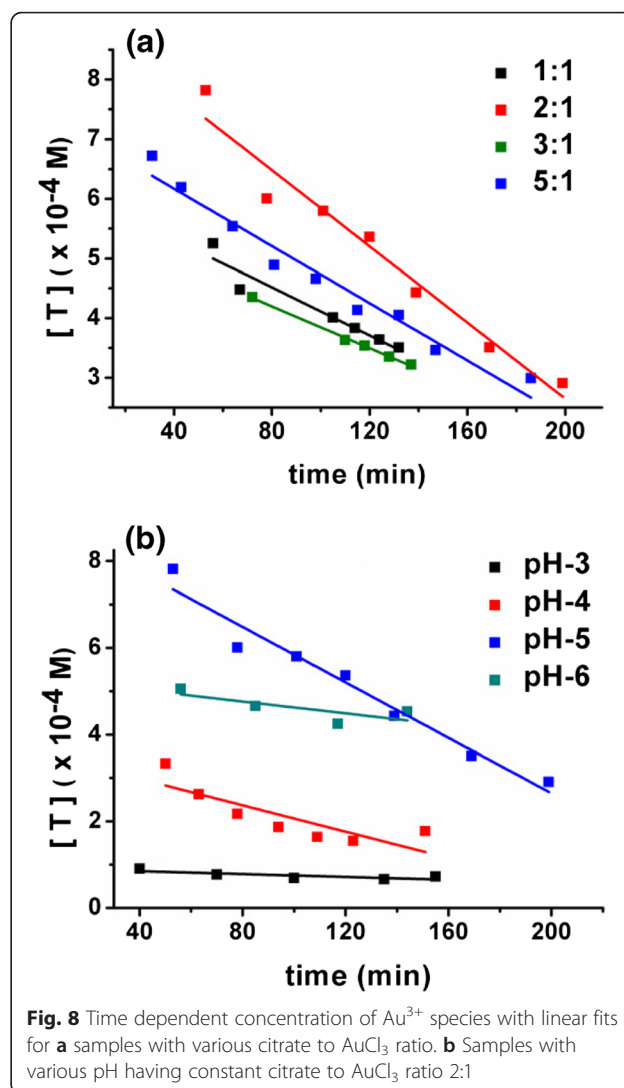 (a)
1:1
2:1
3:1
5:1
[ T ] ( x 10⁻⁴ M )
8
7
6
5
4
3
40 80 120 160 200
time (min)
(b)
pH-3
pH-4
pH-5
pH-6
[ T ] ( x 10⁻⁴ M )
8
6
4
2
0
40 80 120 160 200
time (min)
Fig. 8 Time dependent concentration of Au³⁺ species with linear fits
for a samples with various citrate to AuCl₃ ratio. b Samples with
various pH having constant citrate to AuCl₃ ratio 2:1